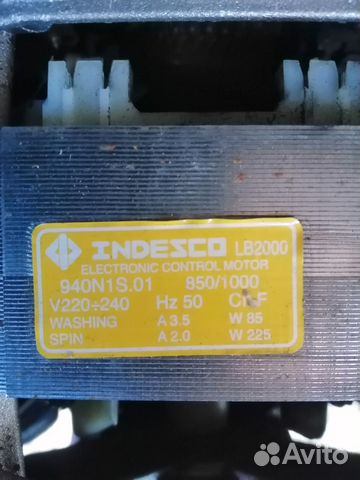 INDESCO LB2000
ELECTRONIC CONTROL MOTOR
940N1S.01 850/1000
V220÷240 Hz 50 Cl.F
WASHING A 3.5 W 85
SPIN A 2.0 W 225
Avito